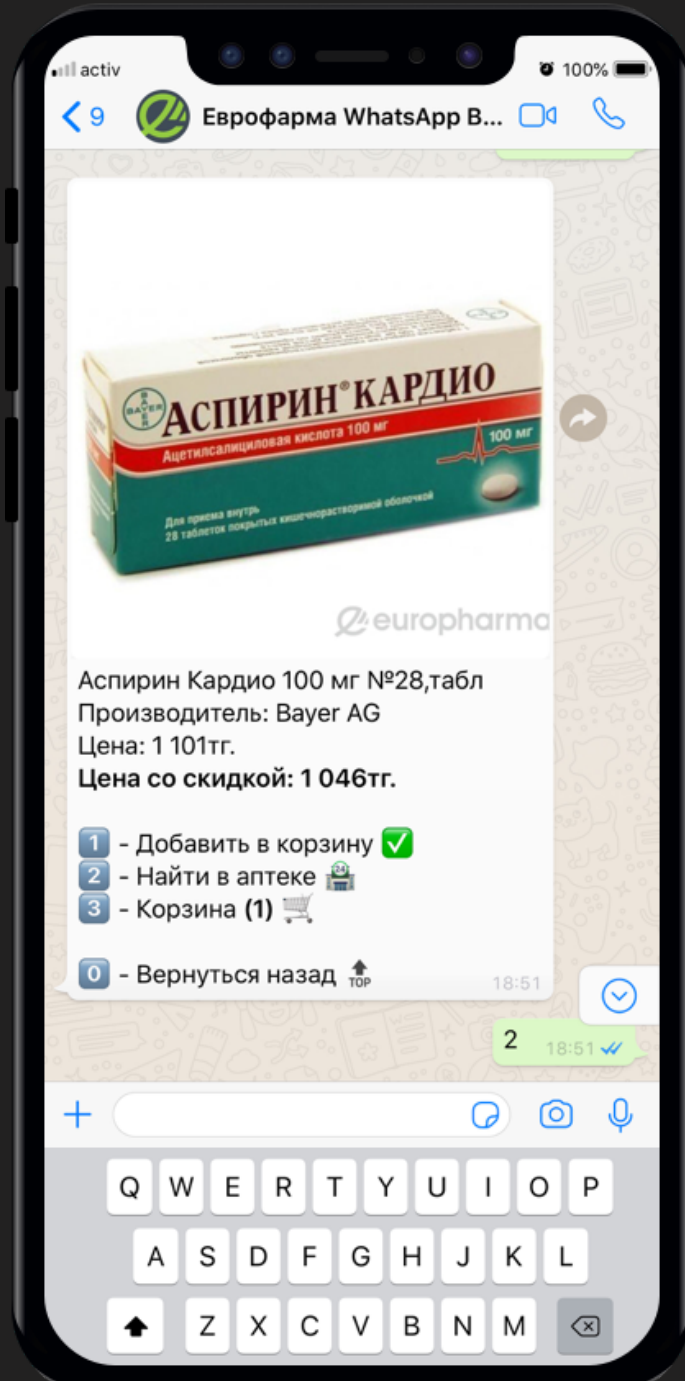 activ
100%
9
Еврофарма WhatsApp B...
BAYER
АСПИРИН® КАРДИО
Ацетилсалициловая кислота 100 мг
100 мг
Для приема внутрь
28 таблеток покрытых кишечнорастворимой оболочкой
europharma
Аспирин Кардио 100 мг №28,табл
Производитель: Bayer AG
Цена: 1 101тг.
Цена со скидкой: 1 046тг.
1 - Добавить в корзину ✅
2 - Найти в аптеке 🏪
3 - Корзина (1) 🛒
0 - Вернуться назад 🔝
18:51
2
18:51
Q W E R T Y U I O P
A S D F G H J K L
Z X C V B N M